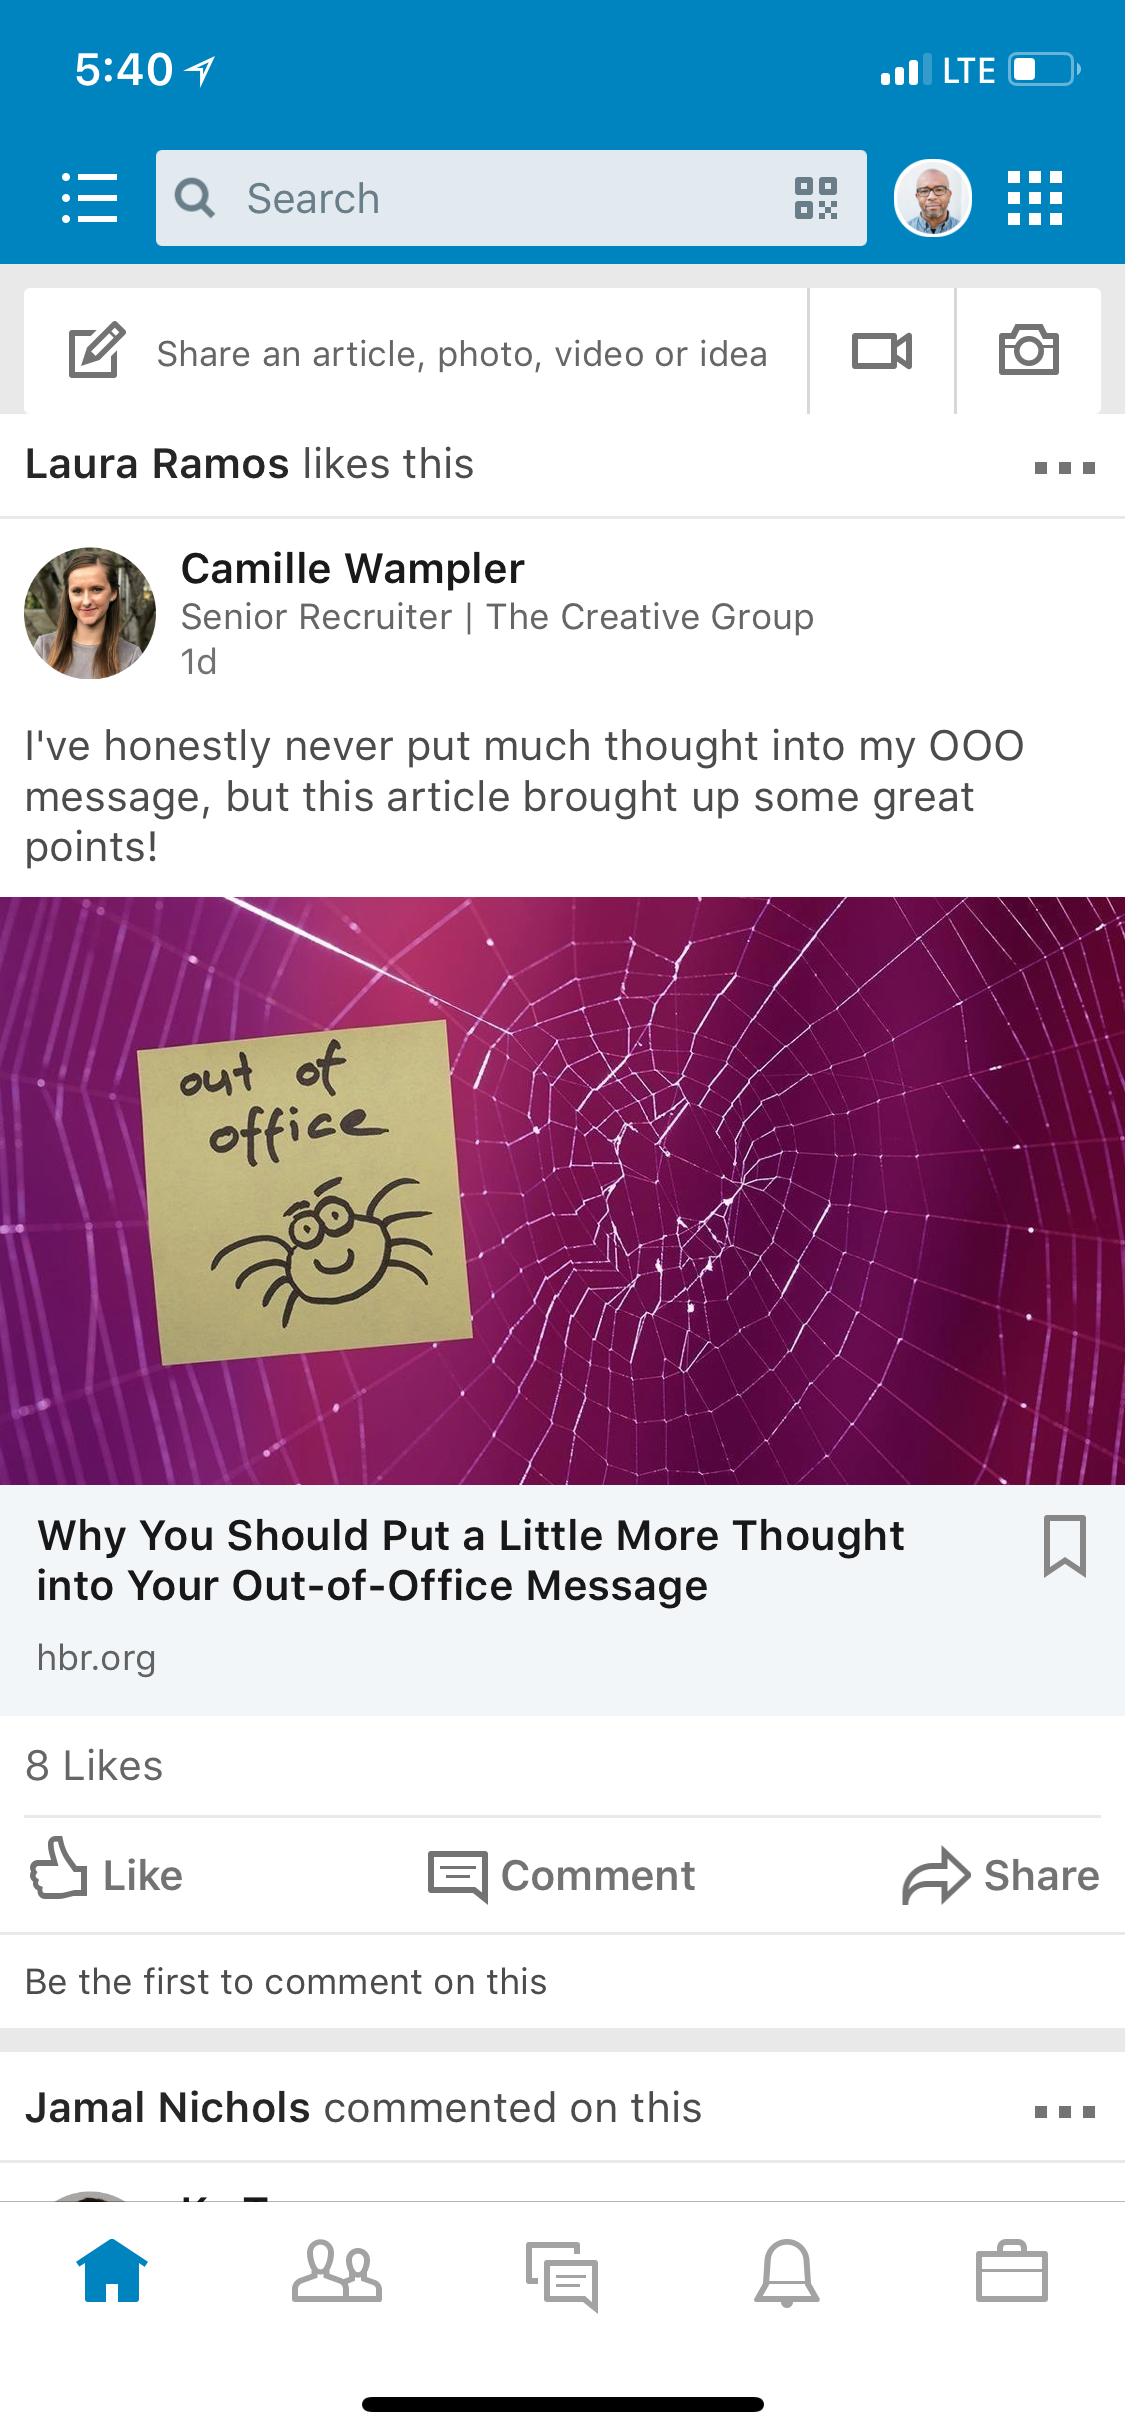 5:40 LTE
Search
Share an article, photo, video or idea
Laura Ramos likes this
Camille Wampler
Senior Recruiter | The Creative Group
1d
I've honestly never put much thought into my OOO
message, but this article brought up some great
points!
out of
office
Why You Should Put a Little More Thought
into Your Out-of-Office Message
hbr.org
8 Likes
Like Comment Share
Be the first to comment on this
Jamal Nichols commented on this